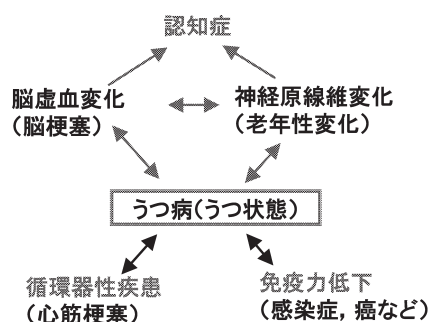 認知症
脳虚血変化
(脳梗塞)
神経原線維変化
(老年性変化)
うつ病(うつ状態)
循環器性疾患
(心筋梗塞)
免疫力低下
(感染症,癌など)